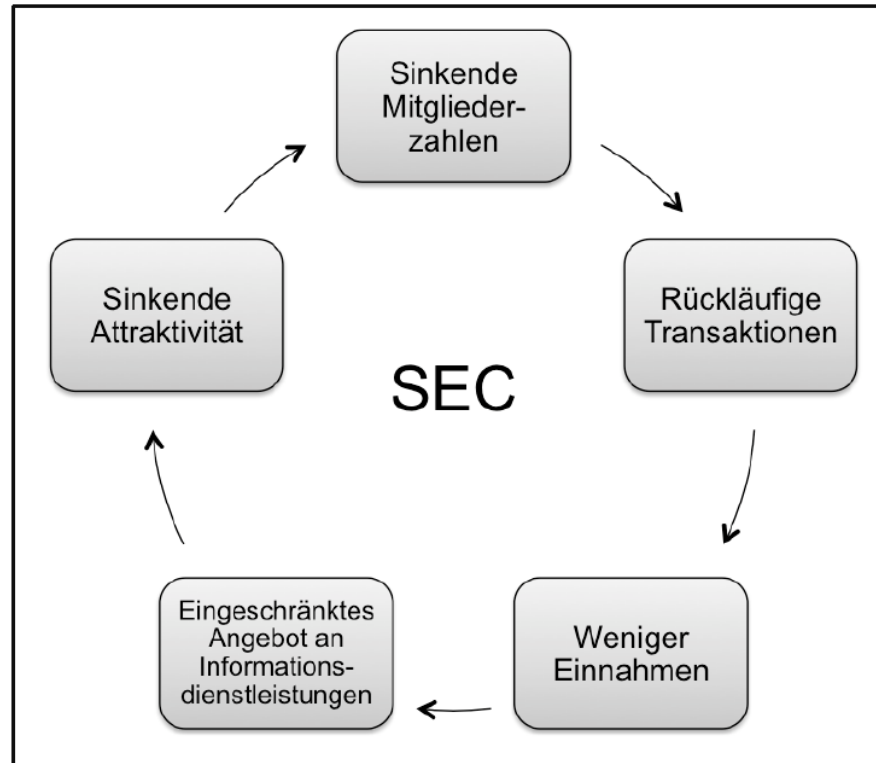 Sinkende
Mitglieder-
zahlen
Rückläufige
Transaktionen
Weniger
Einnahmen
Eingeschränktes
Angebot an
Informations-
dienstleistungen
Sinkende
Attraktivität
SEC